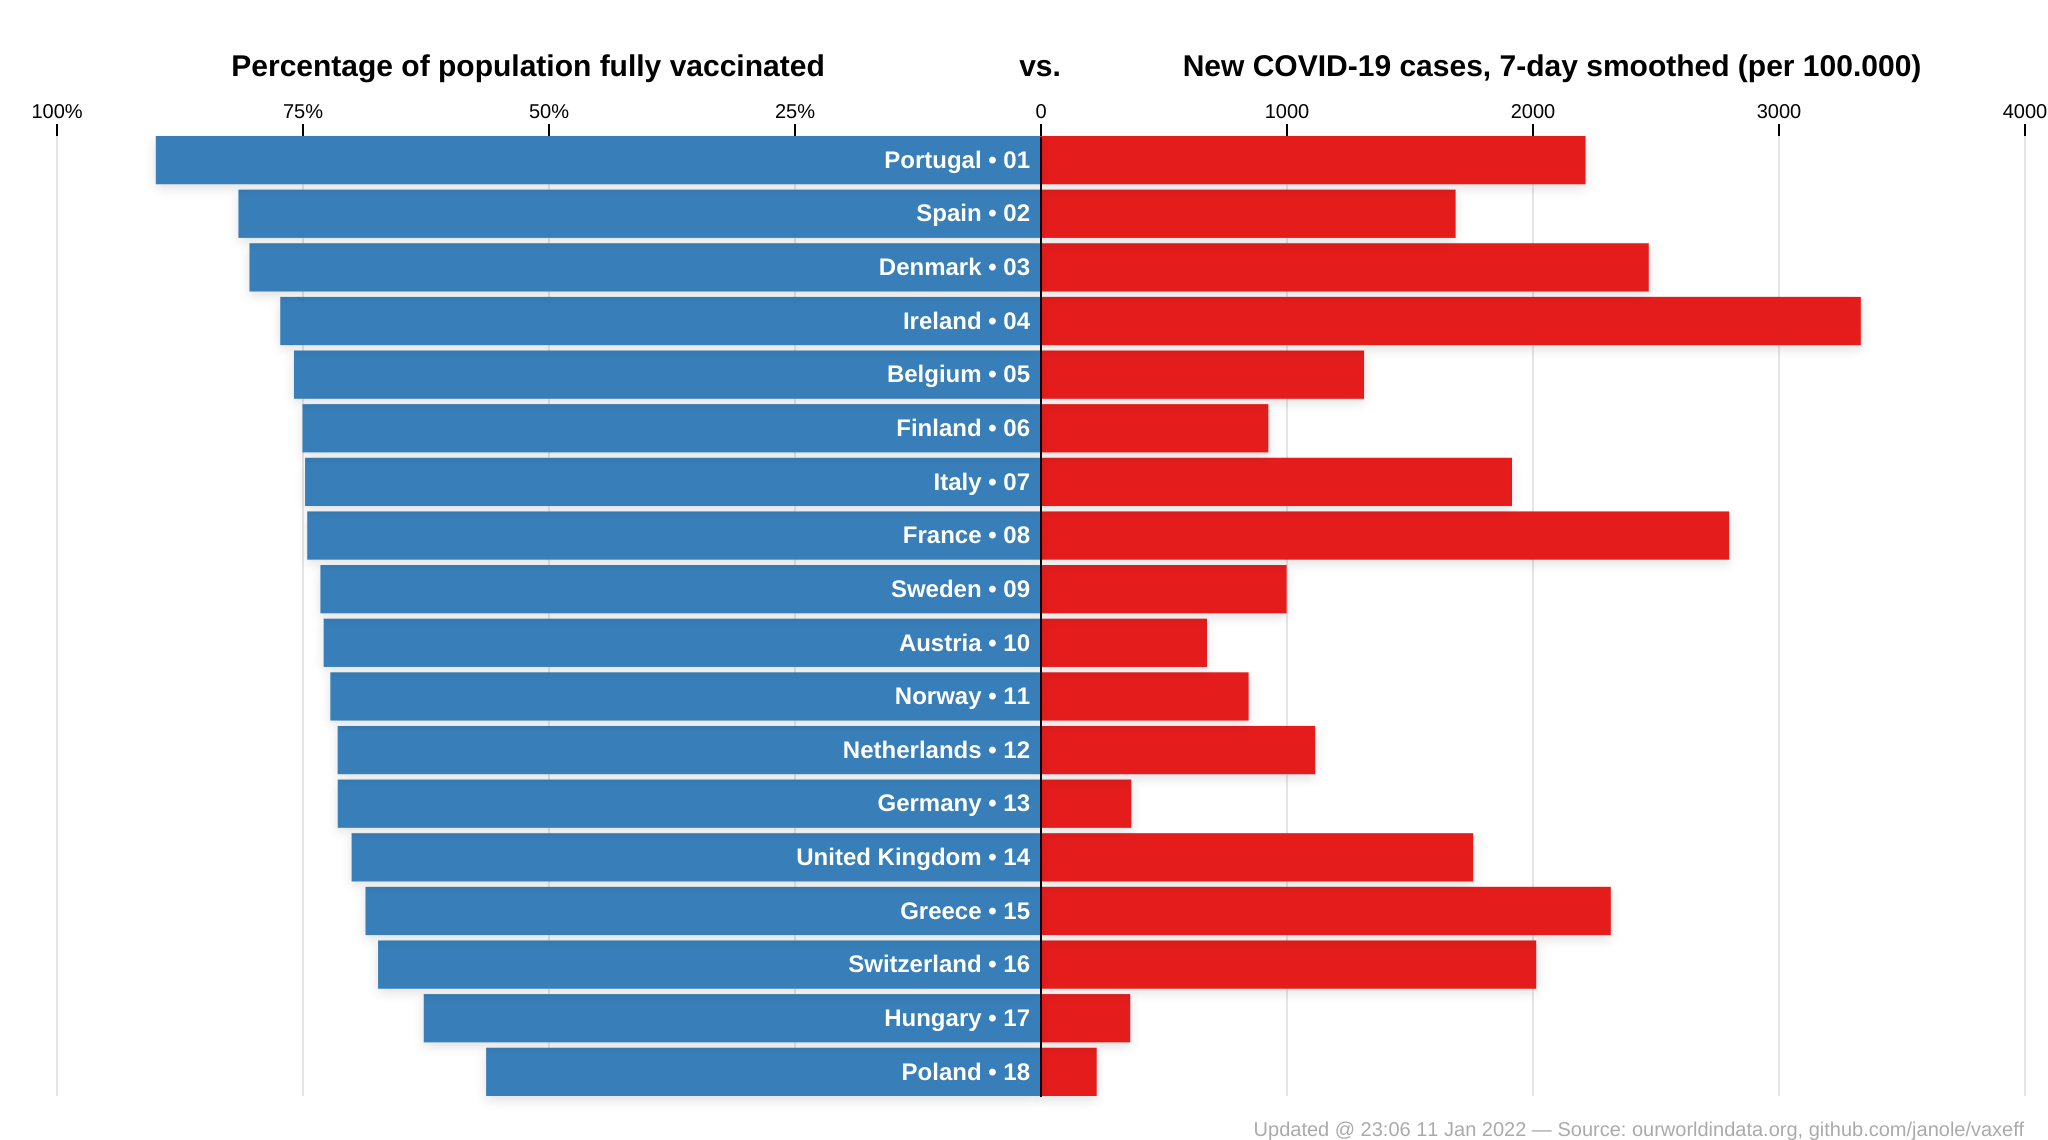 Percentage of population fully vaccinated vs. New COVID-19 cases, 7-day smoothed (per 100.000)
100% 75% 50% 25% 0 1000 2000 3000 4000
Portugal • 01
Spain • 02
Denmark • 03
Ireland • 04
Belgium • 05
Finland • 06
Italy • 07
France • 08
Sweden • 09
Austria • 10
Norway • 11
Netherlands • 12
Germany • 13
United Kingdom • 14
Greece • 15
Switzerland • 16
Hungary • 17
Poland • 18
Updated @ 23:06 11 Jan 2022 — Source: ourworldindata.org, github.com/janole/vaxeff